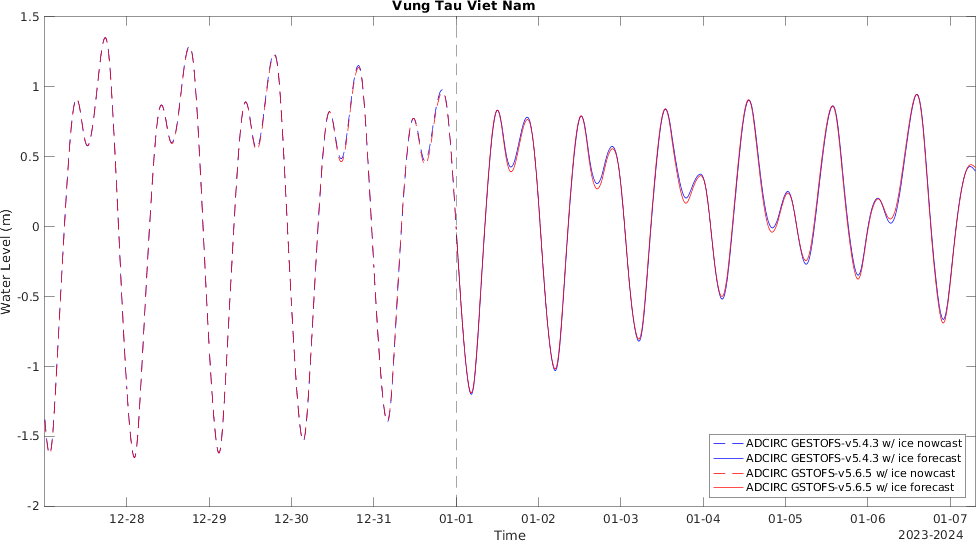 Vung Tau Viet Nam
1.5
1
0.5
0
-0.5
-1
-1.5
-2
Water Level (m)
ADCIRC GESTOFS-v5.4.3 w/ ice nowcast
ADCIRC GESTOFS-v5.4.3 w/ ice forecast
ADCIRC GSTOFS-v5.6.5 w/ ice nowcast
ADCIRC GSTOFS-v5.6.5 w/ ice forecast
12-28 12-29 12-30 12-31 01-01 01-02 01-03 01-04 01-05 01-06 01-07
Time
2023-2024